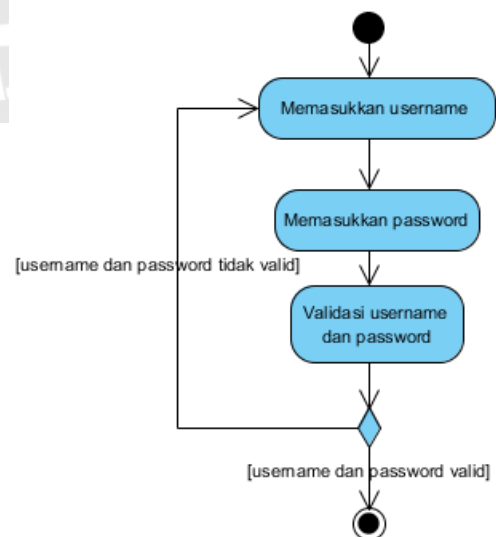 Memasukkan username
Memasukkan password
[username dan password tidak valid]
Validasi username
dan password
[username dan password valid]